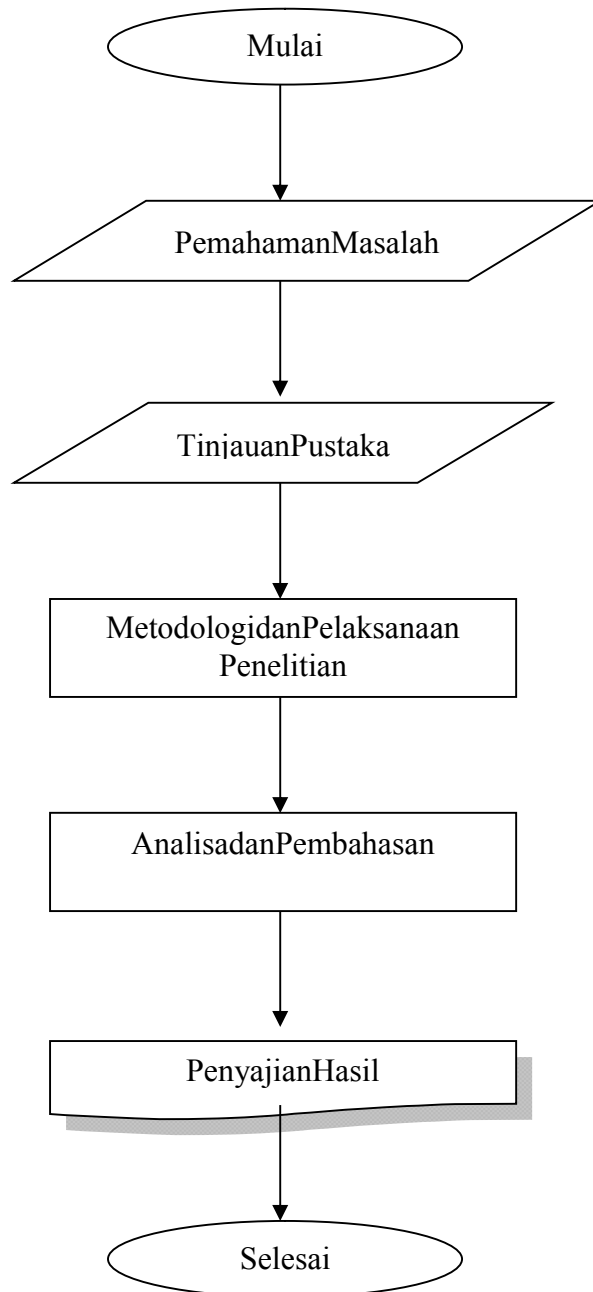 Mulai
PemahamanMasalah
TinjauanPustaka
MetodologidanPelaksanaan
Penelitian
AnalisadanPembahasan
PenyajianHasil
Selesai